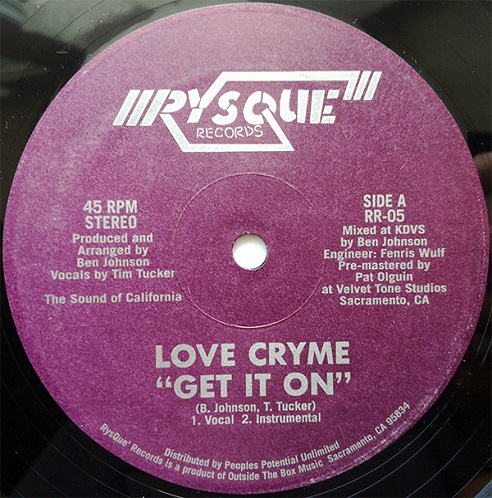 RYSQUE
RECORDS
45 RPM
STEREO
Produced and
Arranged by
Ben Johnson
Vocals by Tim Tucker
The Sound of California
SIDE A
RR-05
Mixed at KDVS
by Ben Johnson
Engineer: Fenris Wulf
Pre-mastered by
Pat Olguin
at Velvet Tone Studios
Sacramento, CA
LOVE CRYME
"GET IT ON"
(B. Johnson, T. Tucker)
1. Vocal 2. Instrumental
Distributed by Peoples Potential Unlimited
RysQue' Records is a product of Outside The Box Music Sacramento, CA 95834